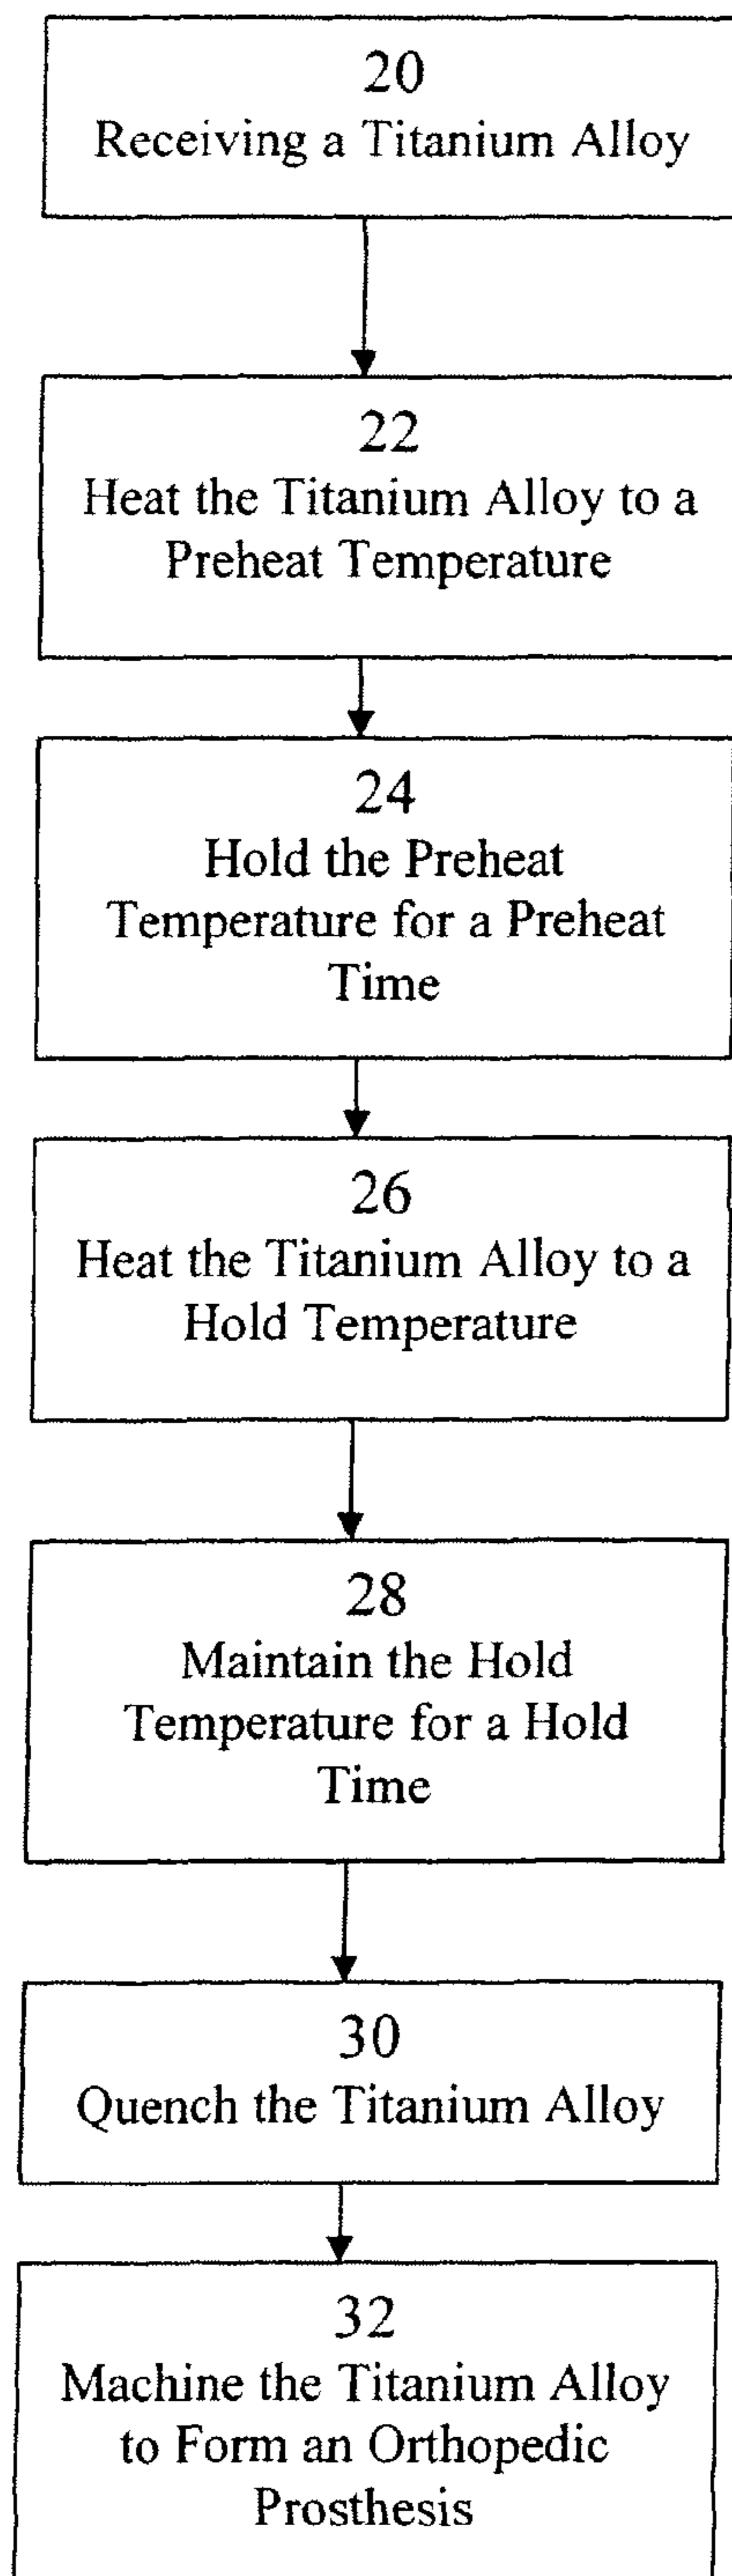 20
Receiving a Titanium Alloy
22
Heat the Titanium Alloy to a
Preheat Temperature
24
Hold the Preheat
Temperature for a Preheat
Time
26
Heat the Titanium Alloy to a
Hold Temperature
28
Maintain the Hold
Temperature for a Hold
Time
30
Quench the Titanium Alloy
32
Machine the Titanium Alloy
to Form an Orthopedic
Prosthesis